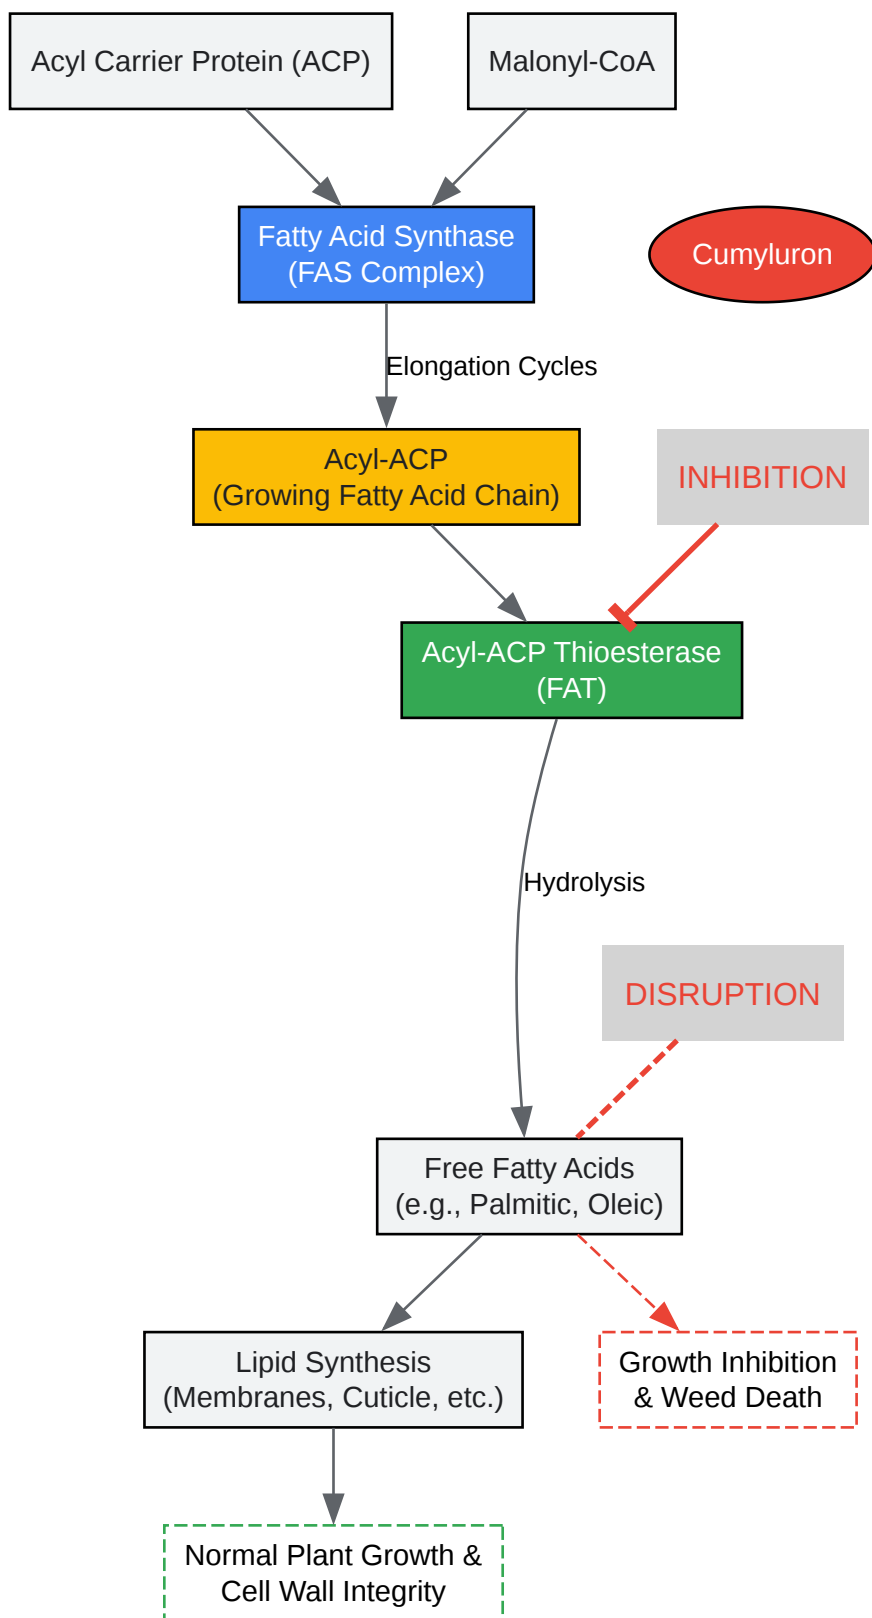 Acyl Carrier Protein (ACP)
Malonyl-CoA
Fatty Acid Synthase
(FAS Complex)
Cumyluron
Elongation Cycles
Acyl-ACP
(Growing Fatty Acid Chain)
INHIBITION
Acyl-ACP Thioesterase
(FAT)
Hydrolysis
DISRUPTION
Free Fatty Acids
(e.g., Palmitic, Oleic)
Lipid Synthesis
(Membranes, Cuticle, etc.)
Growth Inhibition
& Weed Death
Normal Plant Growth &
Cell Wall Integrity